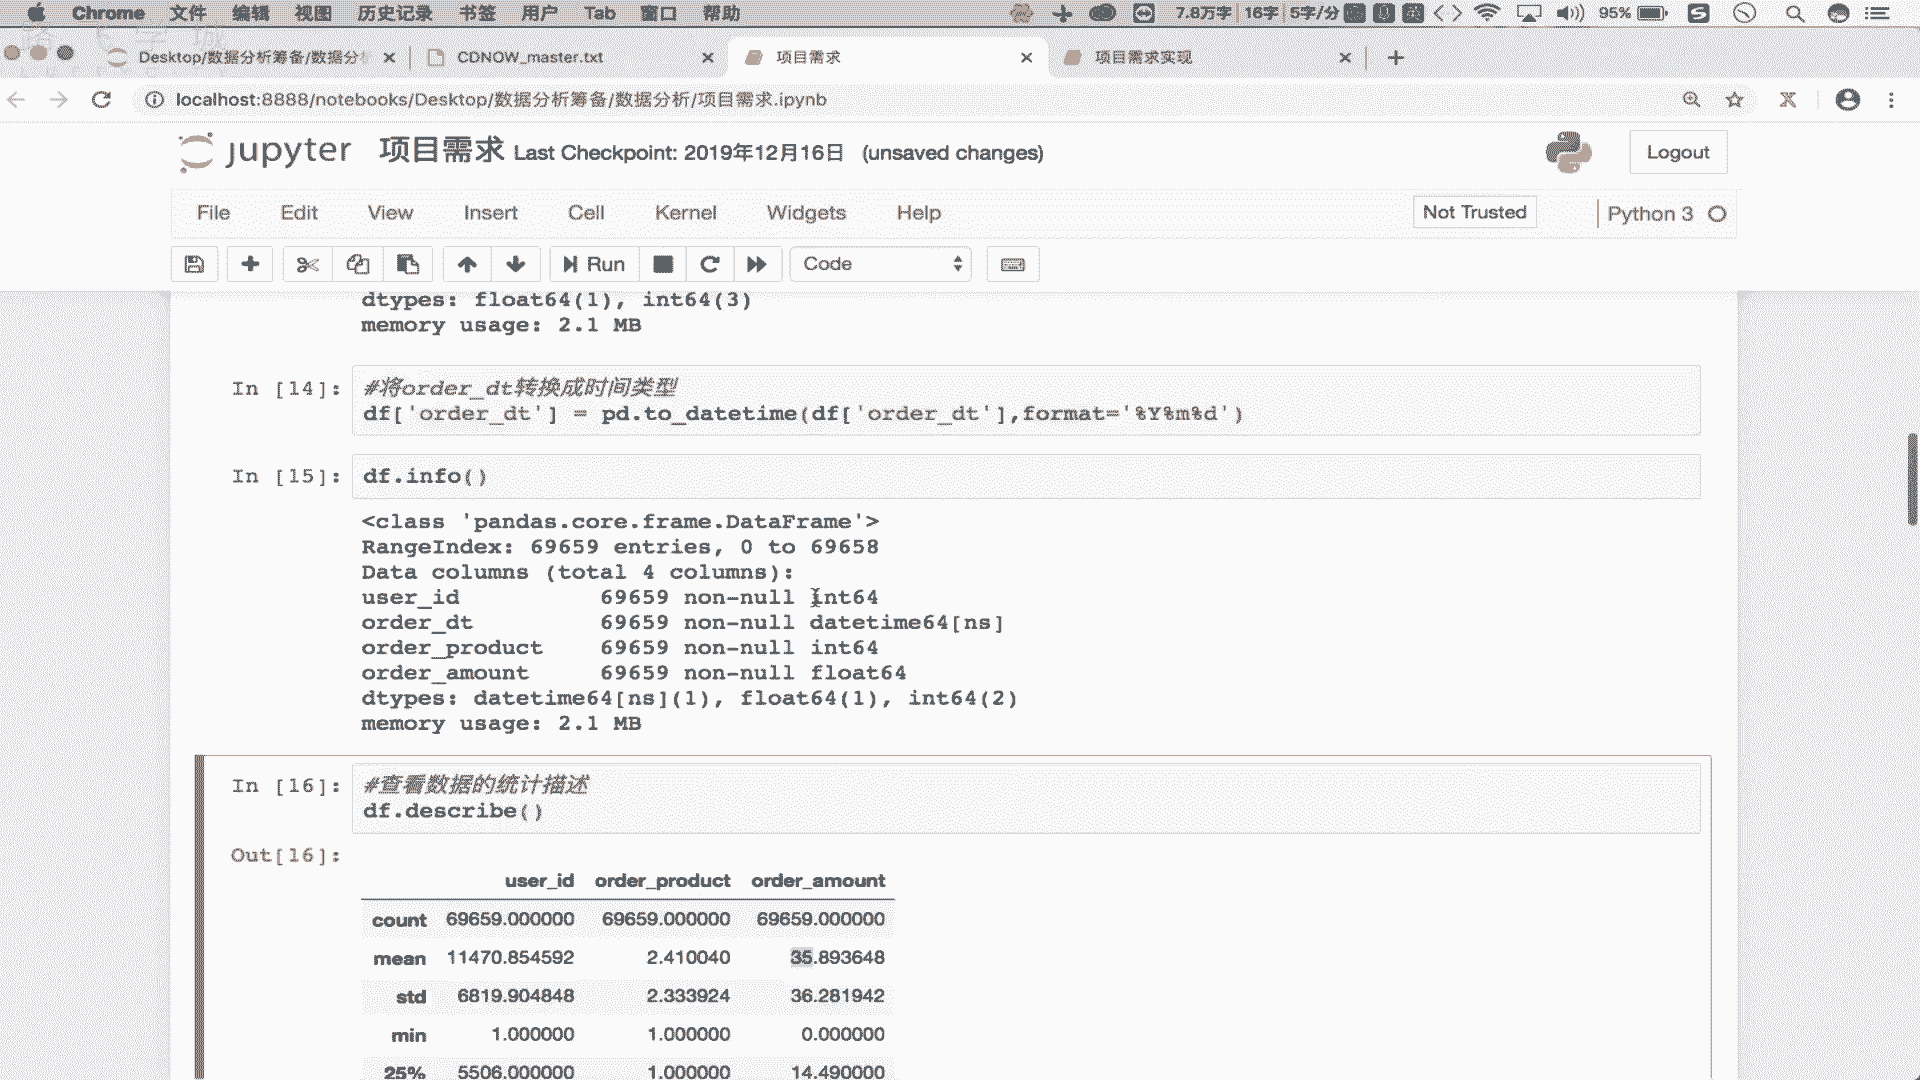 Chrome 文件 编辑 视图 历史记录 书签 用户 Tab 窗口 帮助 7.8万字 16字 5字/分 95%
Desktop/数据分析筹备/数据分 CDNOW_master.txt 项目需求 项目需求实现
localhost:8888/notebooks/Desktop/数据分析筹备/数据分析/项目需求.ipynb
jupyter 项目需求 Last Checkpoint: 2019年12月16日 (unsaved changes) Logout
File Edit View Insert Cell Kernel Widgets Help Not Trusted Python 3
Run Code
dtypes: float64(1), int64(3)
memory usage: 2.1 MB
In [14]: #将order_dt转换成时间类型
df['order_dt'] = pd.to_datetime(df['order_dt'],format='%Y%m%d')
In [15]: df.info()
<class 'pandas.core.frame.DataFrame'>
RangeIndex: 69659 entries, 0 to 69658
Data columns (total 4 columns):
user_id 69659 non-null int64
order_dt 69659 non-null datetime64[ns]
order_product 69659 non-null int64
order_amount 69659 non-null float64
dtypes: datetime64[ns](1), float64(1), int64(2)
memory usage: 2.1 MB
In [16]: #查看数据的统计描述
df.describe()
Out[16]:
user_id order_product order_amount
count 69659.000000 69659.000000 69659.000000
mean 11470.854592 2.410040 35.893648
std 6819.904848 2.333924 36.281942
min 1.000000 1.000000 0.000000
25% 5506.000000 1.000000 14.490000